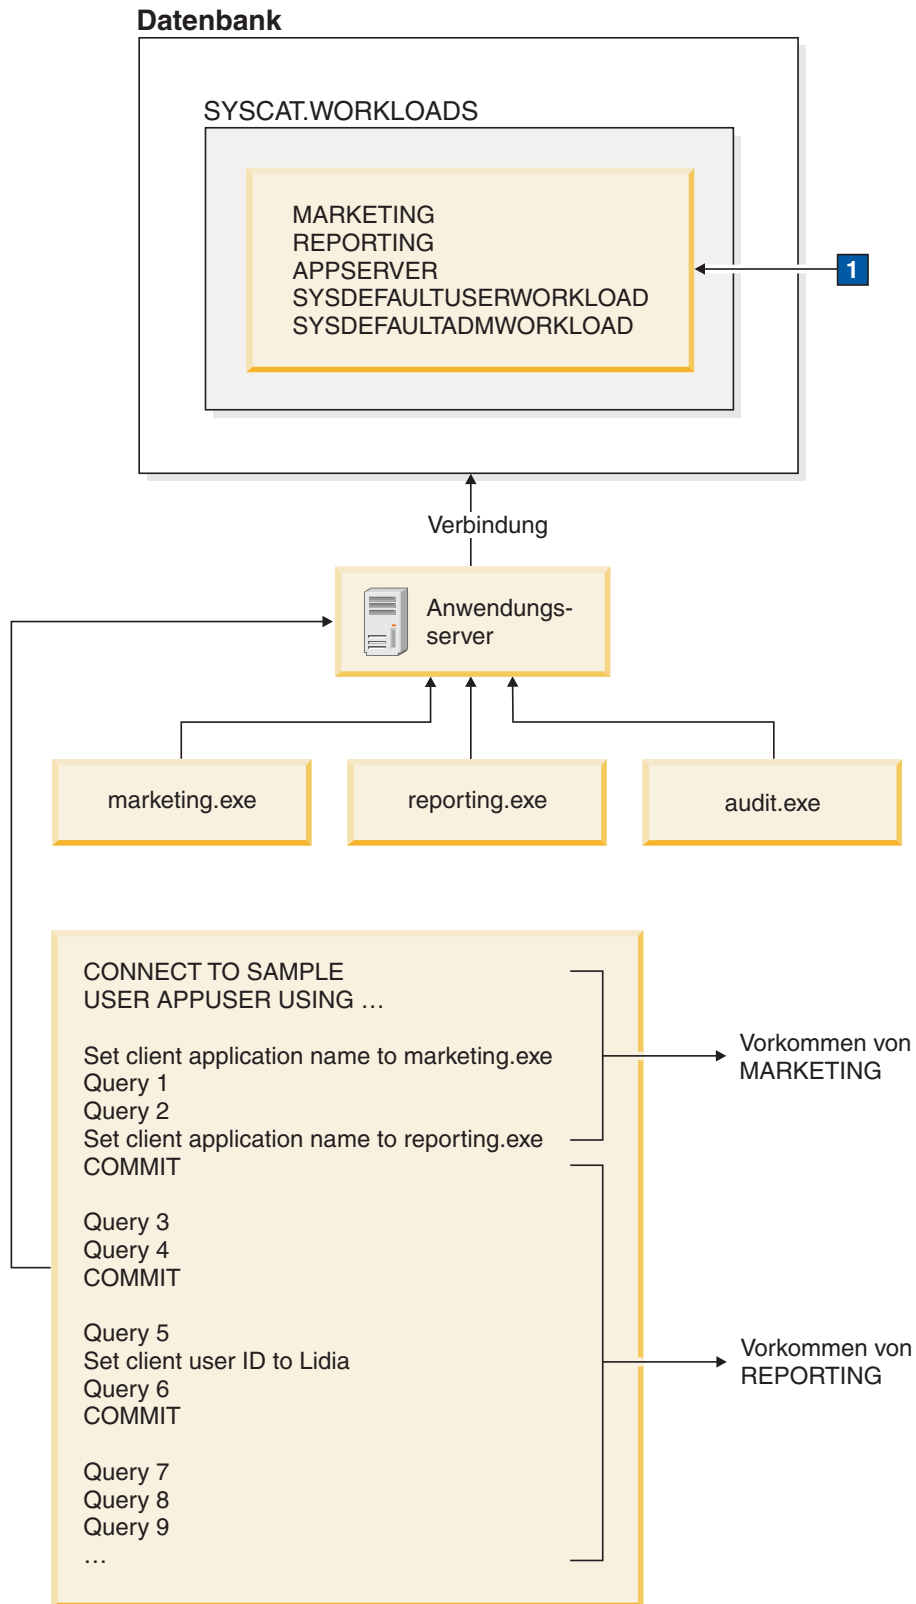 Datenbank
SYSCAT.WORKLOADS
MARKETING
REPORTING
APPSERVER
SYSDEFAULTUSERWORKLOAD
SYSDEFAULTADMWORKLOAD
1
Verbindung
Anwendungs-
server
marketing.exe
reporting.exe
audit.exe
CONNECT TO SAMPLE
USER APPUSER USING …
Set client application name to marketing.exe
Query 1
Query 2
Set client application name to reporting.exe
COMMIT
Vorkommen von
MARKETING
Query 3
Query 4
COMMIT
Query 5
Set client user ID to Lidia
Query 6
COMMIT
Query 7
Query 8
Query 9
…
Vorkommen von
REPORTING